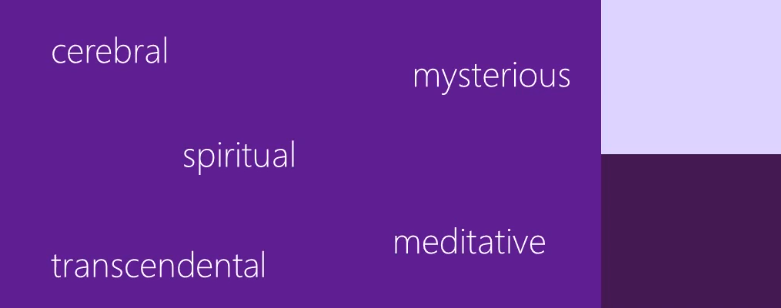 cerebral
mysterious
spiritual
meditative
transcendental